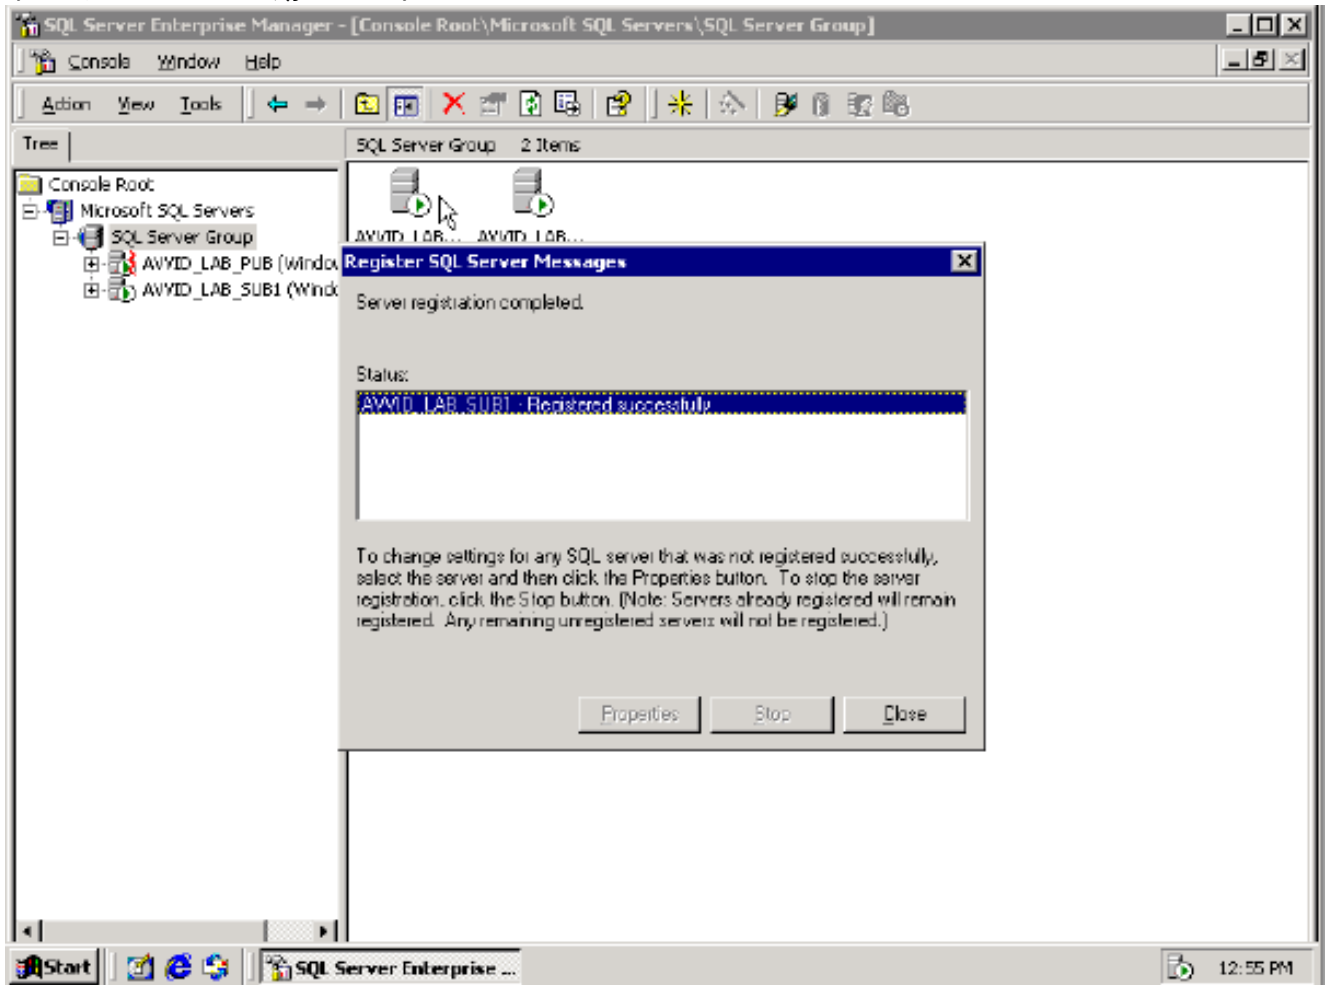 SQL Server Enterprise Manager - [Console Root\Microsoft SQL Servers\SQL Server Group]
Console Window Help
Action View Tools
Tree
SQL Server Group 2 Items
Console Root
Microsoft SQL Servers
SQL Server Group
AVVID_LAB_PUB (Window
AVVID_LAB_SUB1 (Windo
AVVID_LAB... AVVID_LAB...
Register SQL Server Messages
Server registration completed.
Status:
AVVID_LAB_SUB1 - Registered successfully
To change settings for any SQL server that was not registered successfully,
select the server and then click the Properties button. To stop the server
registration, click the Stop button. (Note: Servers already registered will remain
registered. Any remaining unregistered servers will not be registered.)
Properties Stop Close
Start SQL Server Enterprise ... 12:55 PM